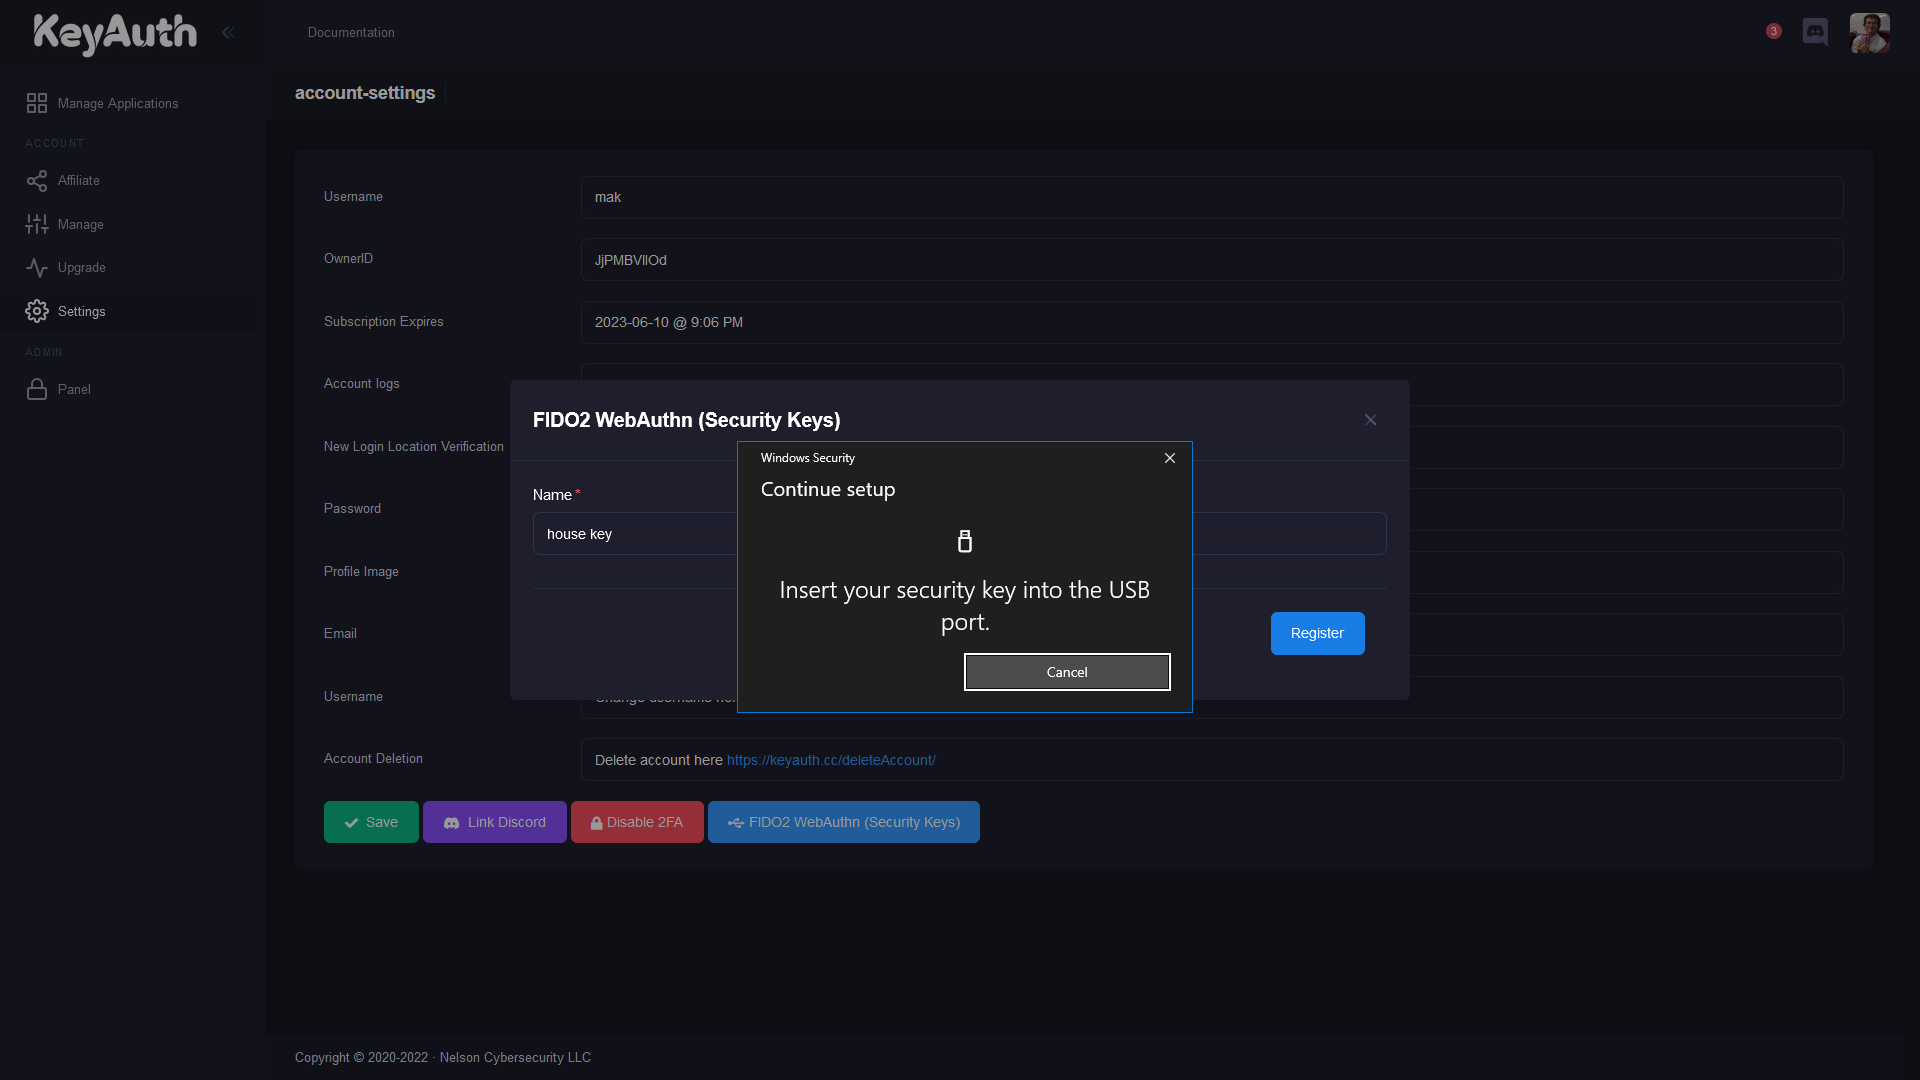 KeyAuth
Documentation
3
account-settings
Manage Applications
ACCOUNT
Affiliate
Manage
Upgrade
Settings
ADMIN
Panel
Username
mak
OwnerID
JjPMBVlIOd
Subscription Expires
2023-06-10 @ 9:06 PM
Account logs
New Login Location Verification
Password
Profile Image
Email
Username
Account Deletion
Delete account here https://keyauth.cc/deleteAccount/
Save
Link Discord
Disable 2FA
FIDO2 WebAuthn (Security Keys)
FIDO2 WebAuthn (Security Keys)
Name *
house key
Register
Windows Security
Continue setup
Insert your security key into the USB
port.
Cancel
Copyright © 2020-2022 · Nelson Cybersecurity LLC